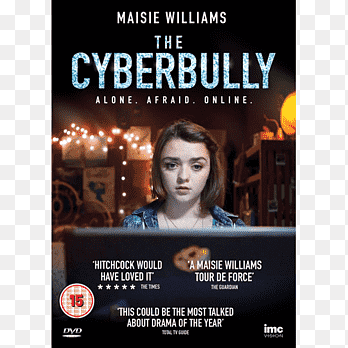 MAISIE WILLIAMS
THE
CYBERBULLY
ALONE. AFRAID. ONLINE.
'HITCHCOCK WOULD
HAVE LOVED IT'
★★★★★ THE TIMES
'A MAISIE WILLIAMS
TOUR DE FORCE'
THE GUARDIAN
15
'THIS COULD BE THE MOST TALKED
ABOUT DRAMA OF THE YEAR'
TOTAL TV GUIDE
DVD
imc
VISION